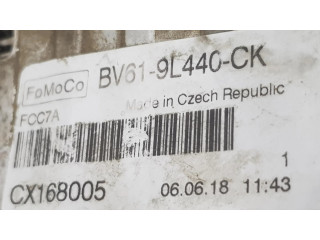 FoMoCo BV61-9L440-CK
FCC7A Made in Czech Republic
1
CX168005 06.06.18 11:43